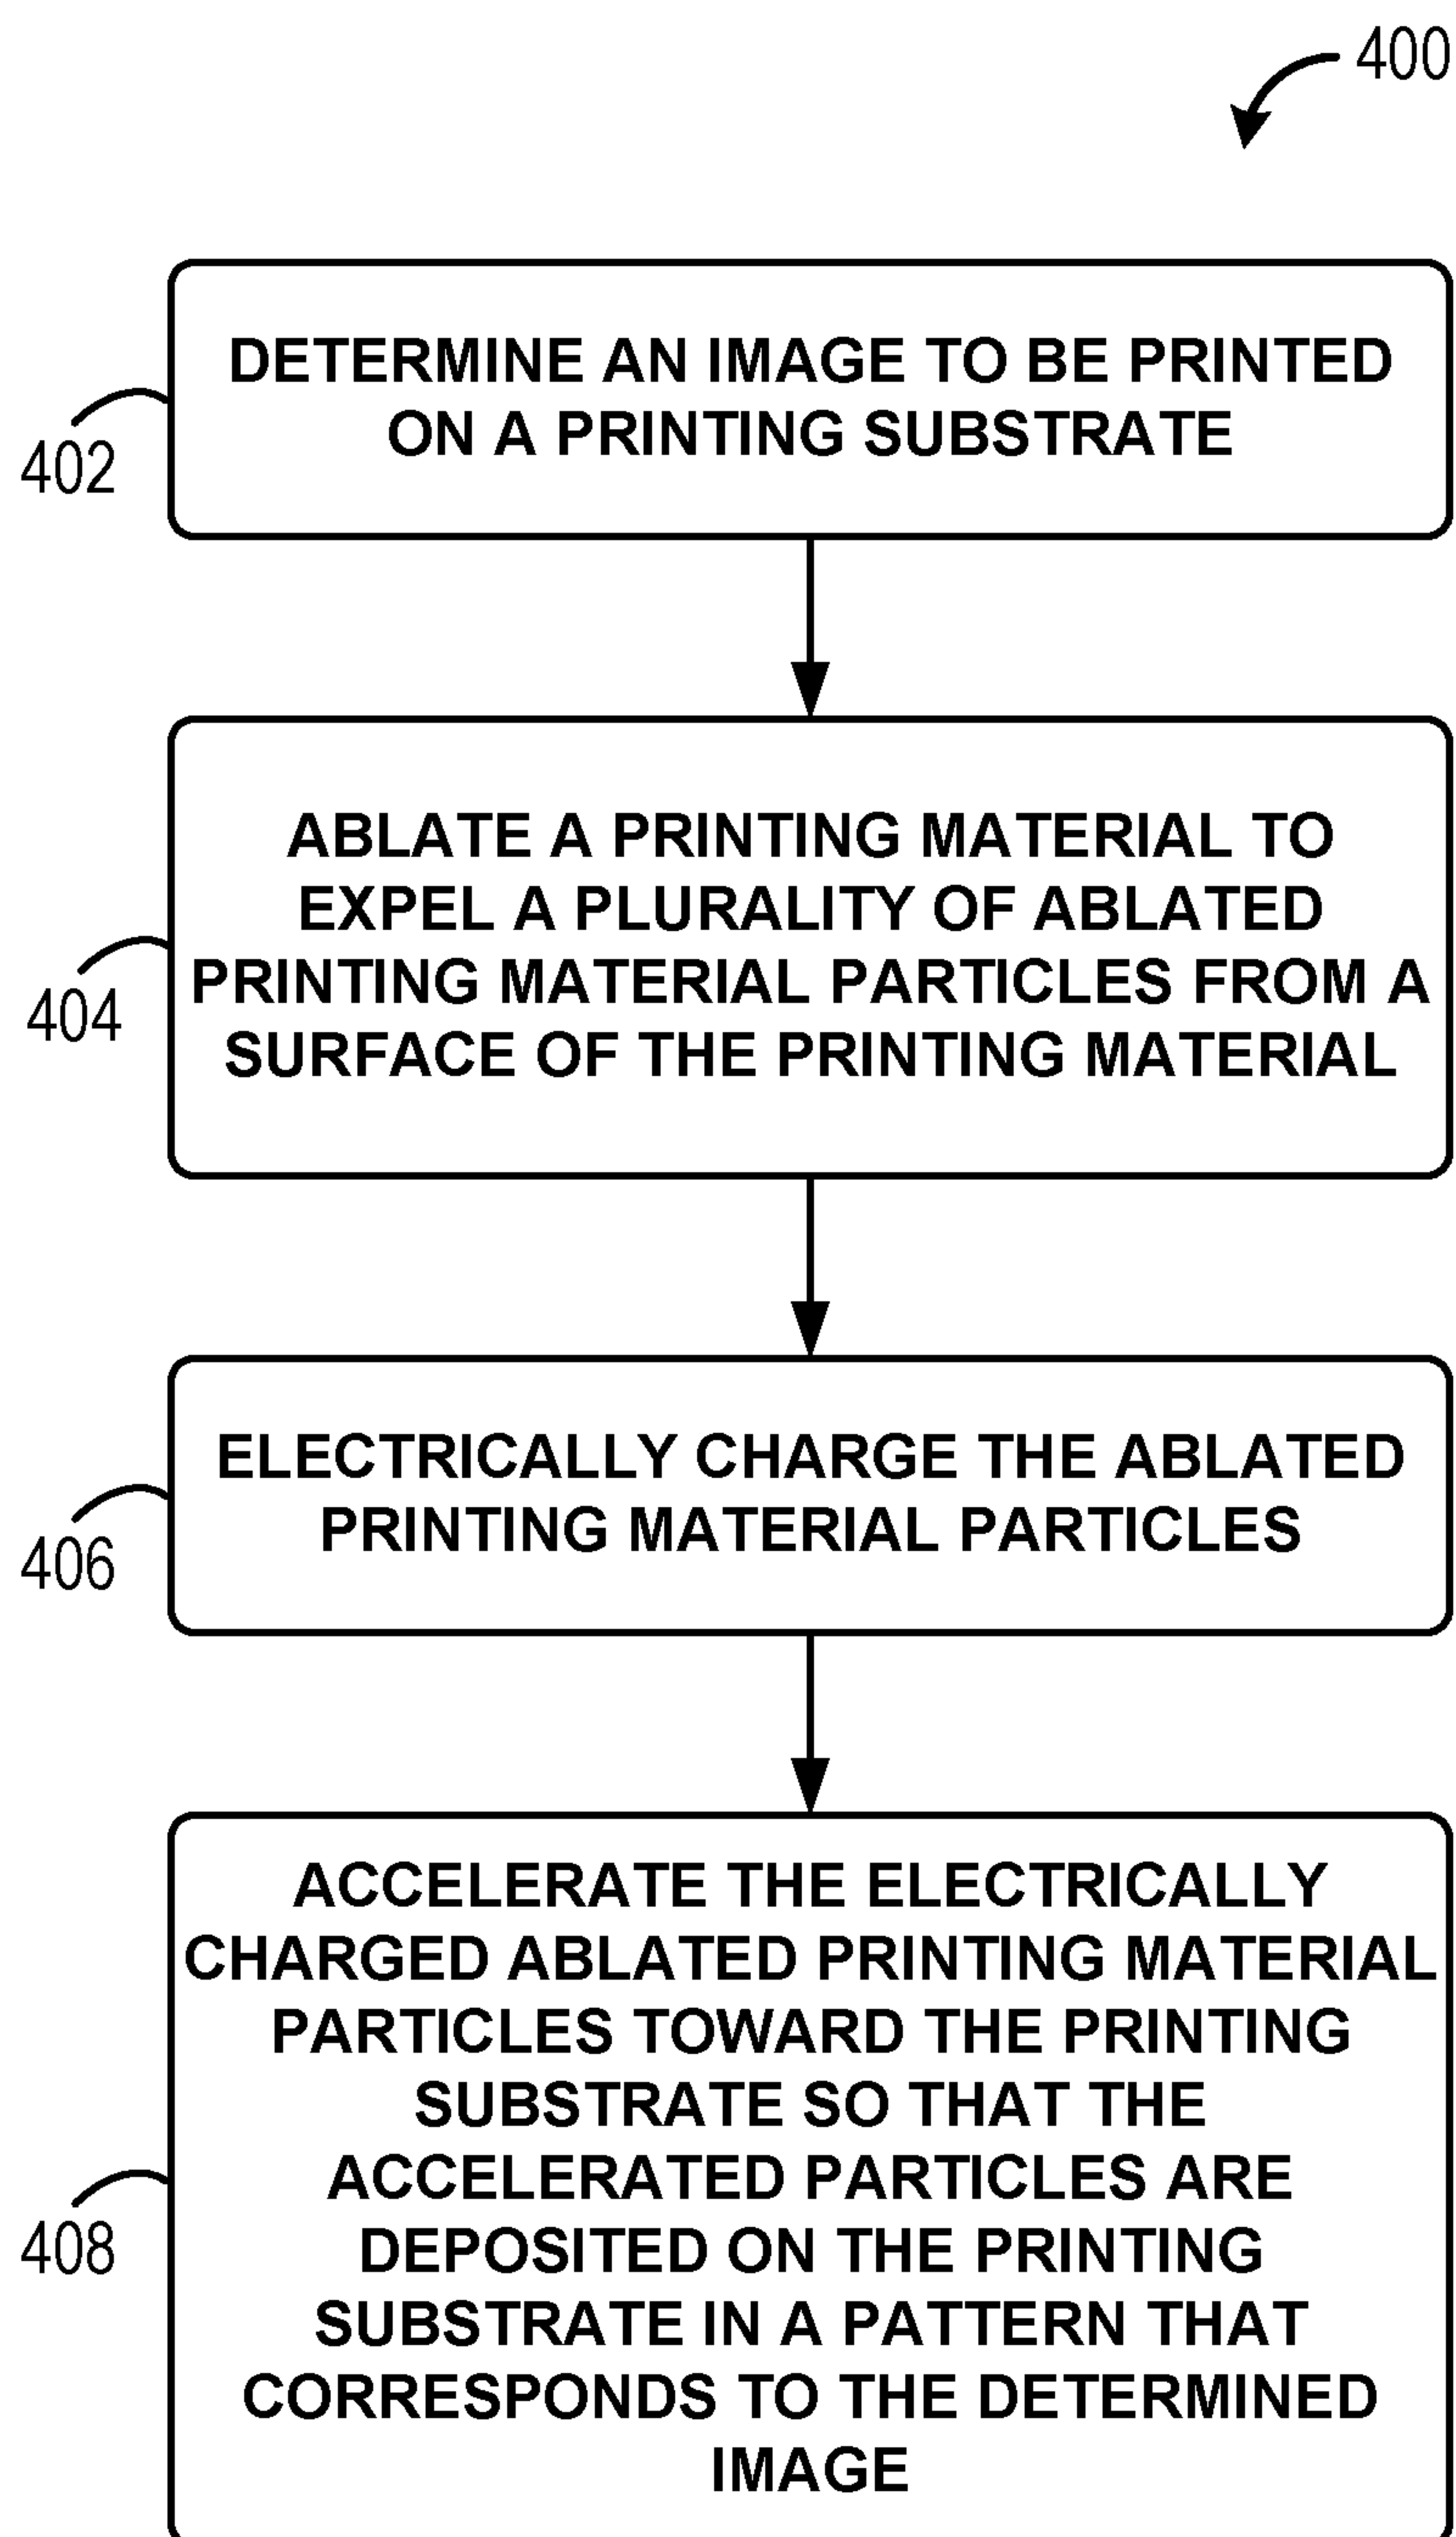 400
DETERMINE AN IMAGE TO BE PRINTED
ON A PRINTING SUBSTRATE
402
ABLATE A PRINTING MATERIAL TO
EXPEL A PLURALITY OF ABLATED
PRINTING MATERIAL PARTICLES FROM A
SURFACE OF THE PRINTING MATERIAL
404
ELECTRICALLY CHARGE THE ABLATED
PRINTING MATERIAL PARTICLES
406
ACCELERATE THE ELECTRICALLY
CHARGED ABLATED PRINTING MATERIAL
PARTICLES TOWARD THE PRINTING
SUBSTRATE SO THAT THE
ACCELERATED PARTICLES ARE
DEPOSITED ON THE PRINTING
SUBSTRATE IN A PATTERN THAT
CORRESPONDS TO THE DETERMINED
IMAGE
408